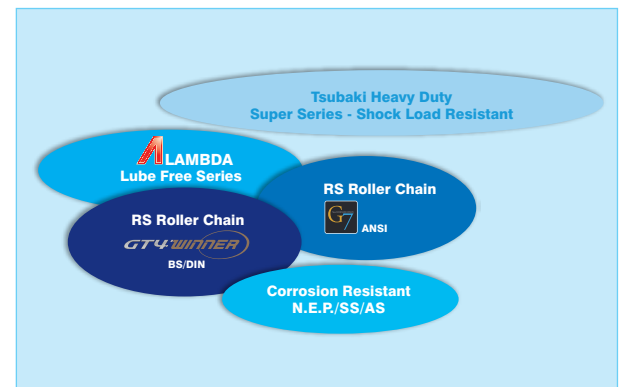 Tsubaki Heavy Duty
Super Series - Shock Load Resistant
LAMBDA
Lube Free Series
RS Roller Chain
G7 ANSI
RS Roller Chain
GT4 WINNER
BS/DIN
Corrosion Resistant
N.E.P./SS/AS